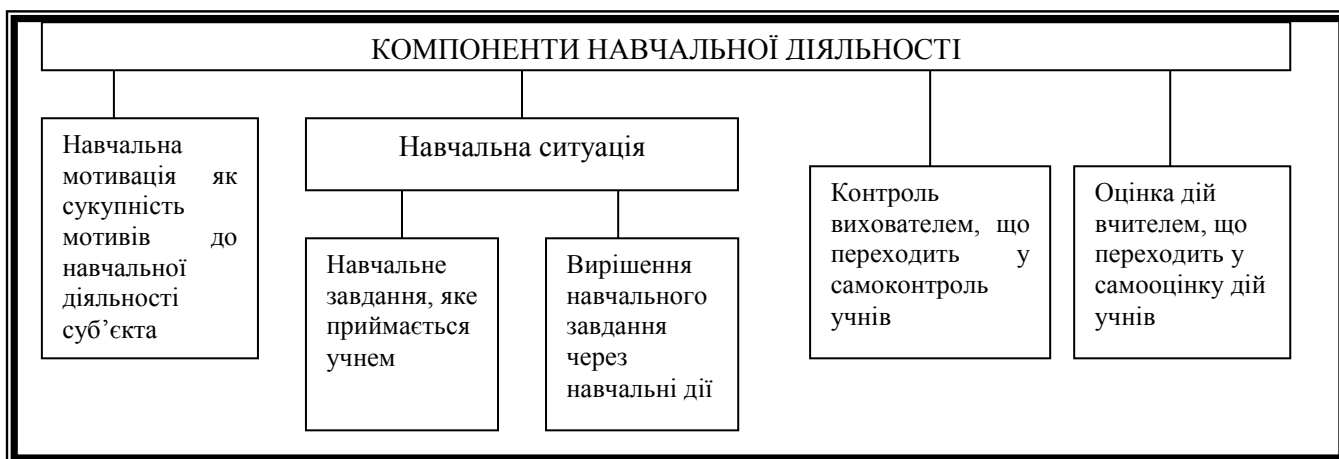 КОМПОНЕНТИ НАВЧАЛЬНОЇ ДІЯЛЬНОСТІ
Навчальна
мотивація як
сукупність
мотивів до
навчальної
діяльності
суб’єкта
Навчальна ситуація
Навчальне
завдання, яке
приймається
учнем
Вирішення
навчального
завдання
через
навчальні дії
Контроль
вихователем, що
переходить у
самоконтроль
учнів
Оцінка дій
вчителем, що
переходить у
самооцінку дій
учнів